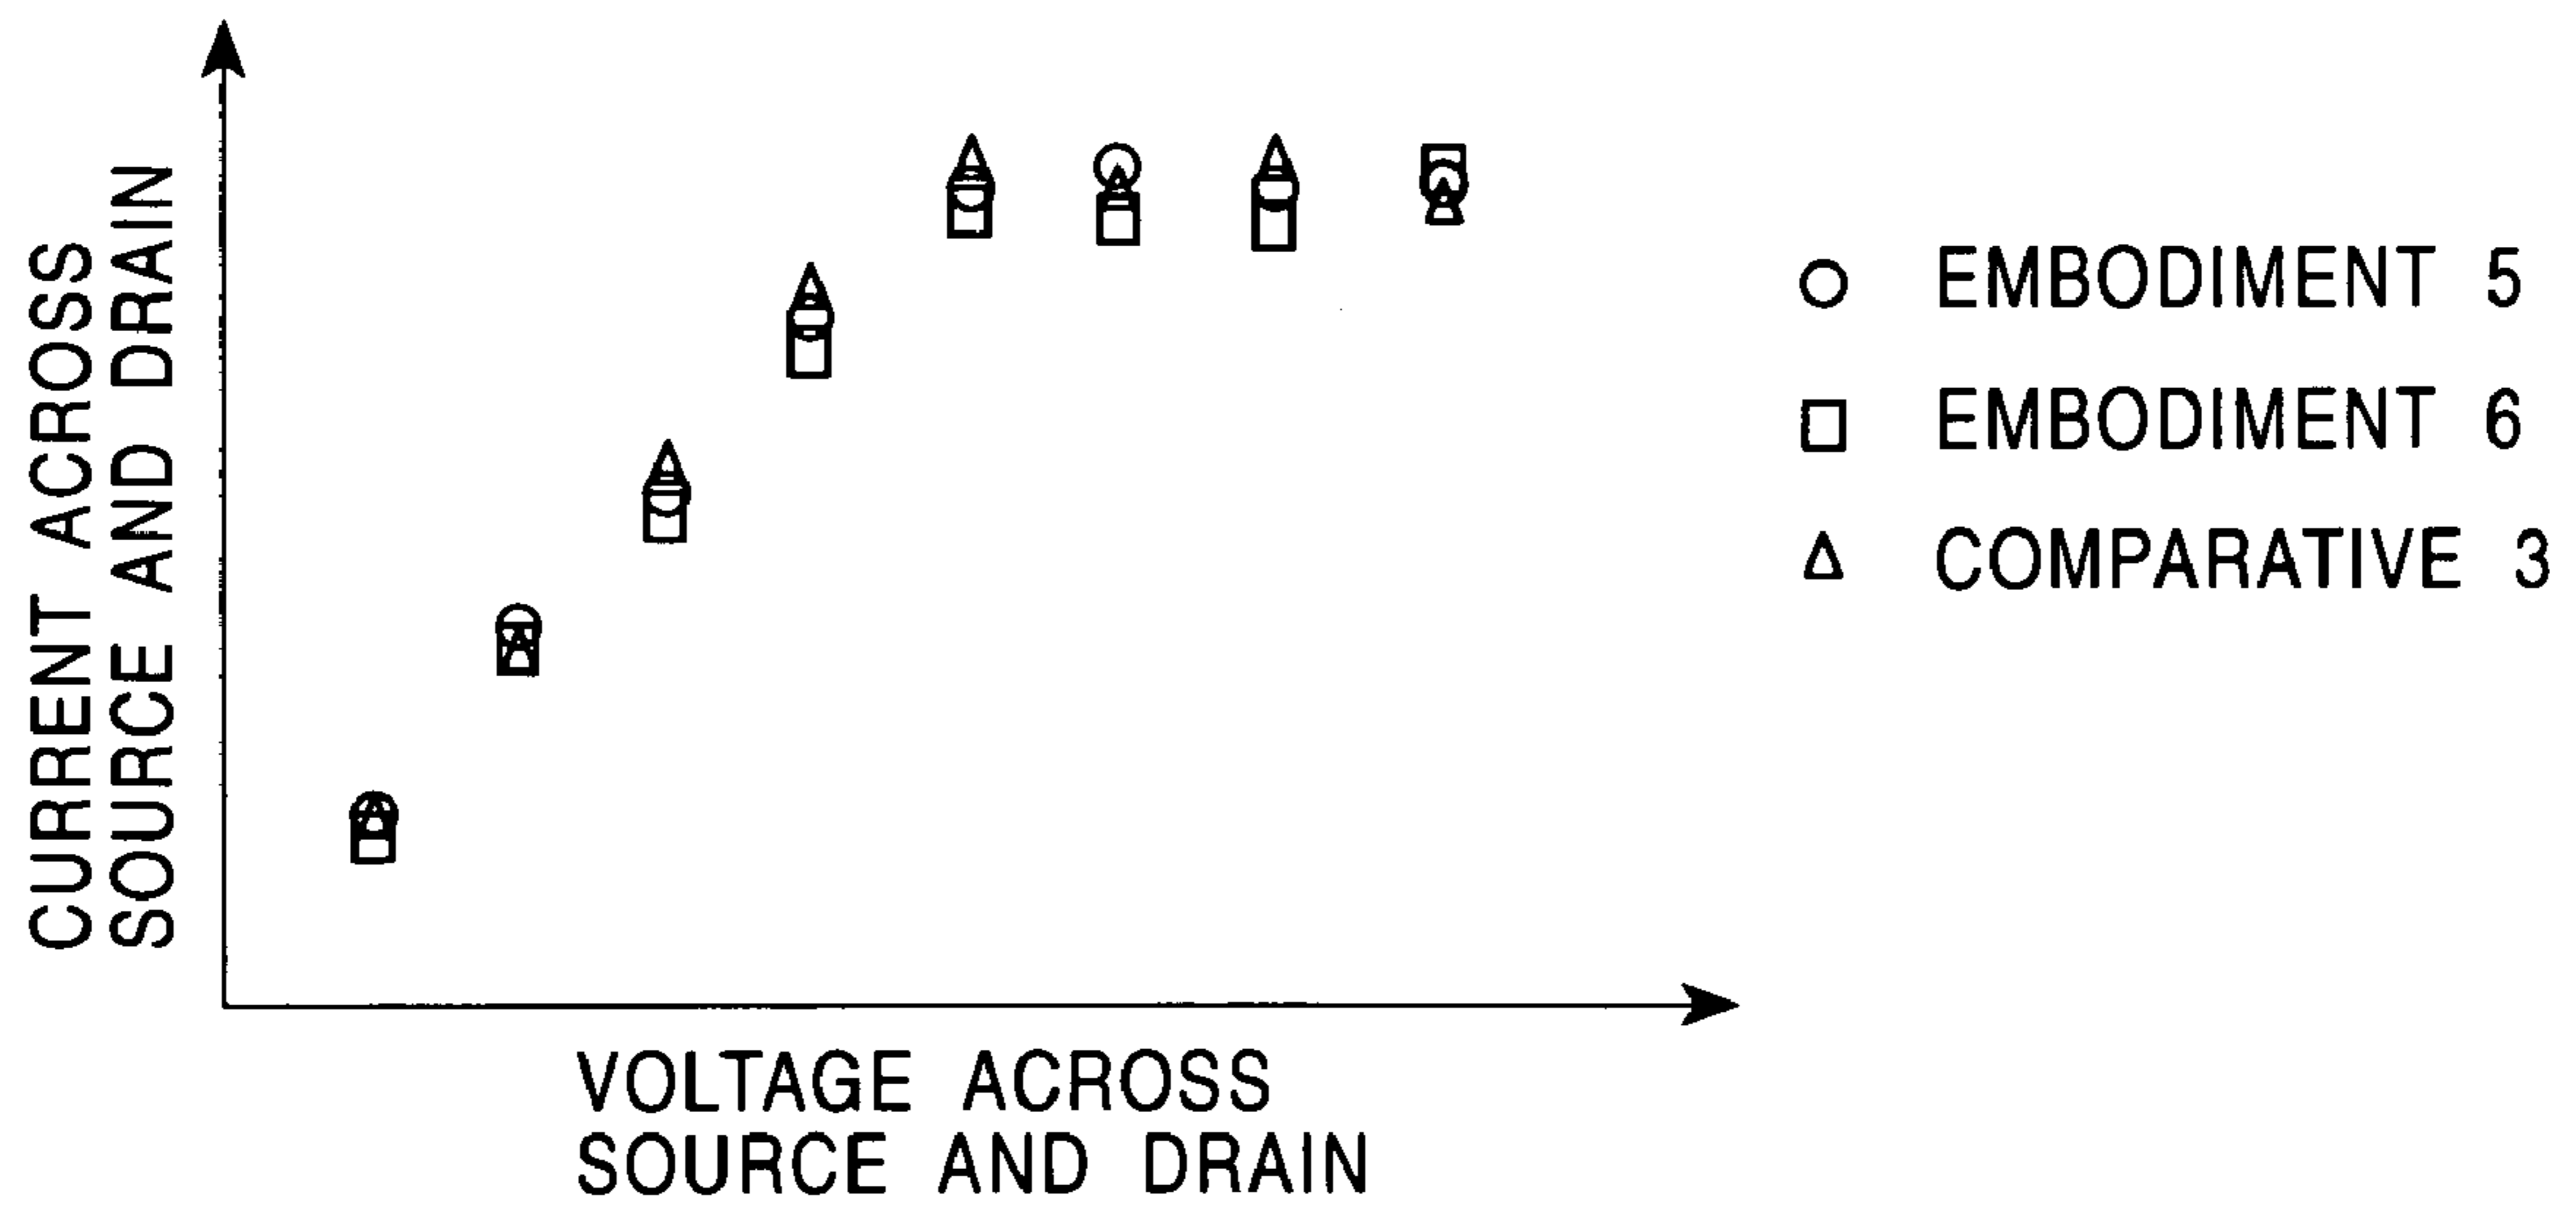 CURRENT ACROSS
SOURCE AND DRAIN
EMBODIMENT 5
EMBODIMENT 6
COMPARATIVE 3
VOLTAGE ACROSS
SOURCE AND DRAIN